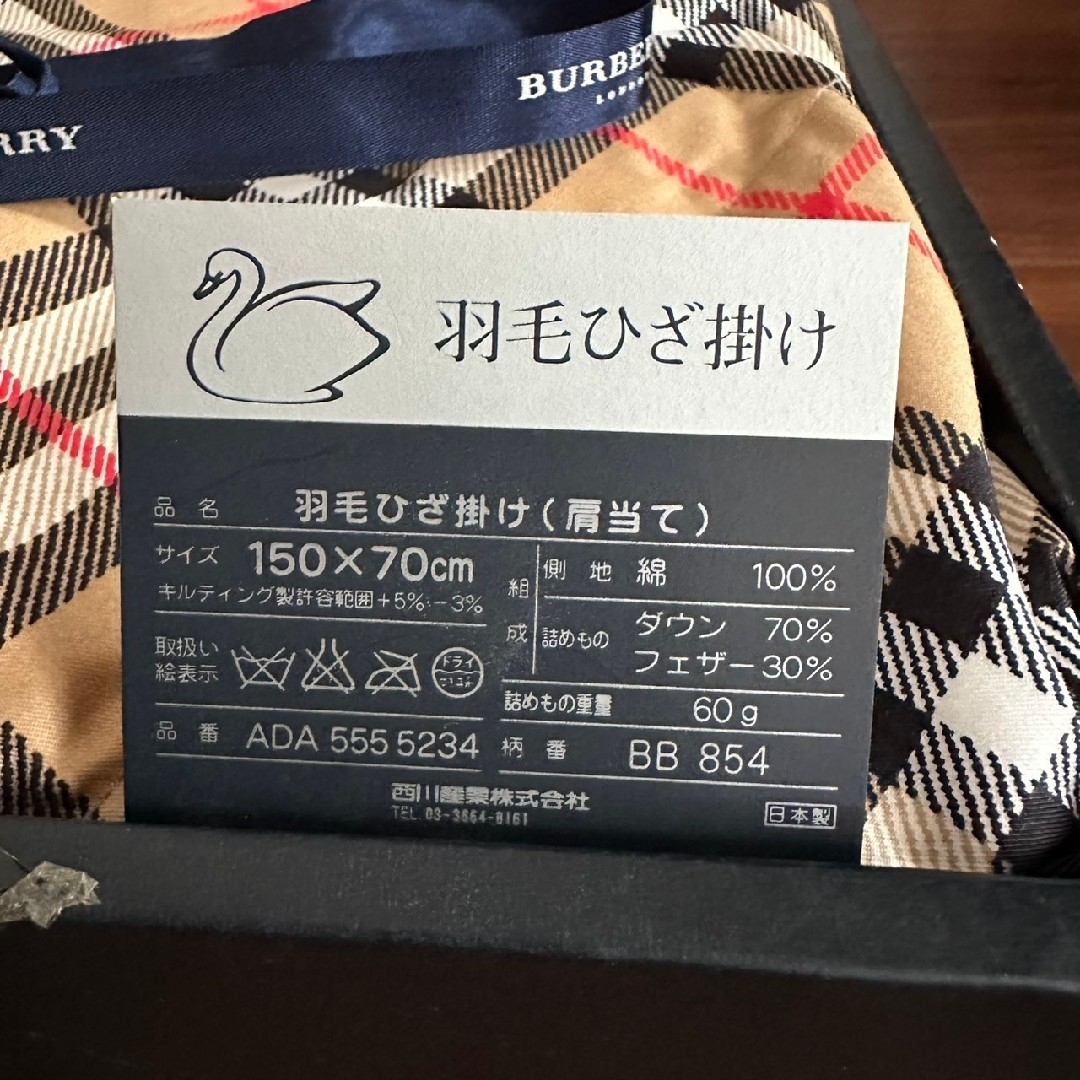 BURBE
LONDO
RRY
羽毛ひざ掛け
品名 羽毛ひざ掛け(肩当て)
サイズ 150×70cm
キルティング製許容範囲+5%−3%
組成 側地 綿 100%
詰めもの ダウン 70%
フェザー 30%
取扱い
絵表示
ドライ
詰めもの重量 60g
品番 ADA 555 5234
柄番 BB 854
西川産業株式会社
TEL.03-3664-8161
日本製